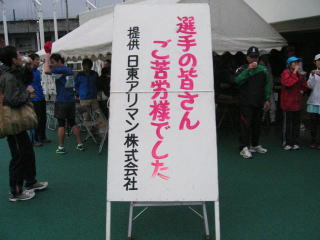 選手の皆さん
ご苦労様でした
提供 日東アリマン株式会社